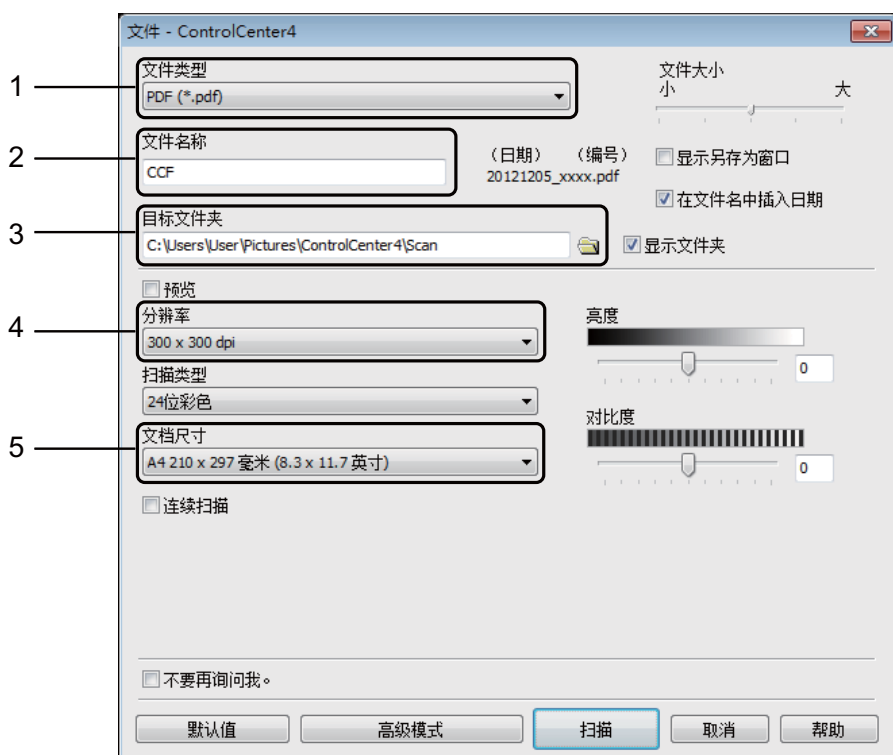 文件 - ControlCenter4
1
文件类型
PDF (*.pdf)
文件大小
小 大
2
文件名称
CCF
(日期) (编号)
20121205_xxxx.pdf
显示另存为窗口
在文件名中插入日期
3
目标文件夹
C:\Users\User\Pictures\ControlCenter4\Scan
显示文件夹
预览
4
分辨率
300 x 300 dpi
亮度
0
扫描类型
24位彩色
对比度
0
5
文档尺寸
A4 210 x 297 毫米 (8.3 x 11.7 英寸)
连续扫描
不要再询问我。
默认值 高级模式 扫描 取消 帮助